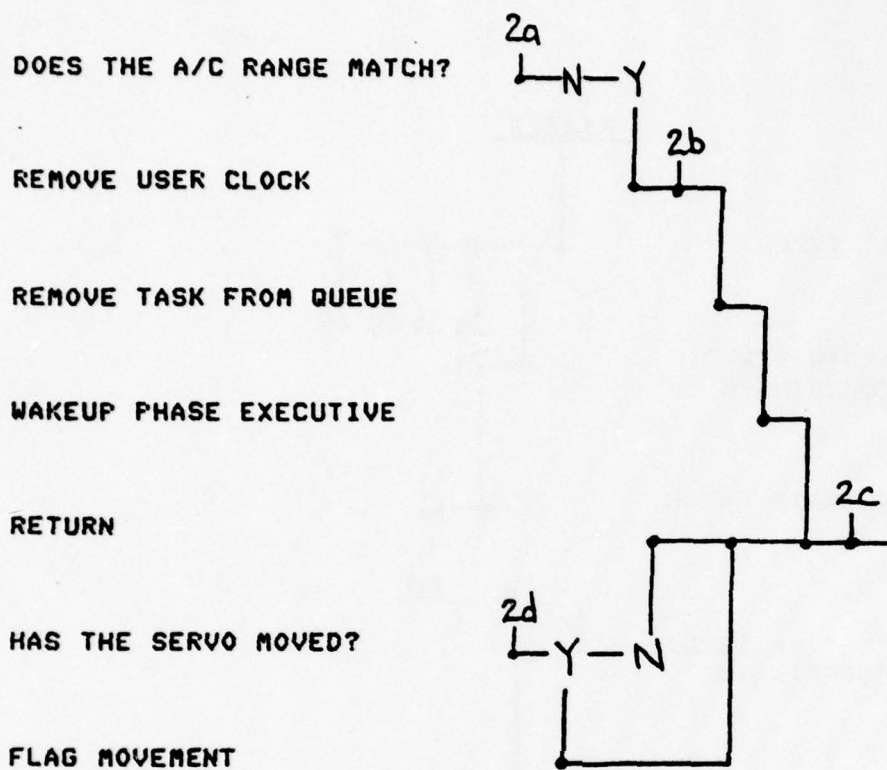 2a
DOES THE A/C RANGE MATCH? N Y
2b
REMOVE USER CLOCK
REMOVE TASK FROM QUEUE
WAKEUP PHASE EXECUTIVE
2c
RETURN
2d
HAS THE SERVO MOVED? Y N
FLAG MOVEMENT